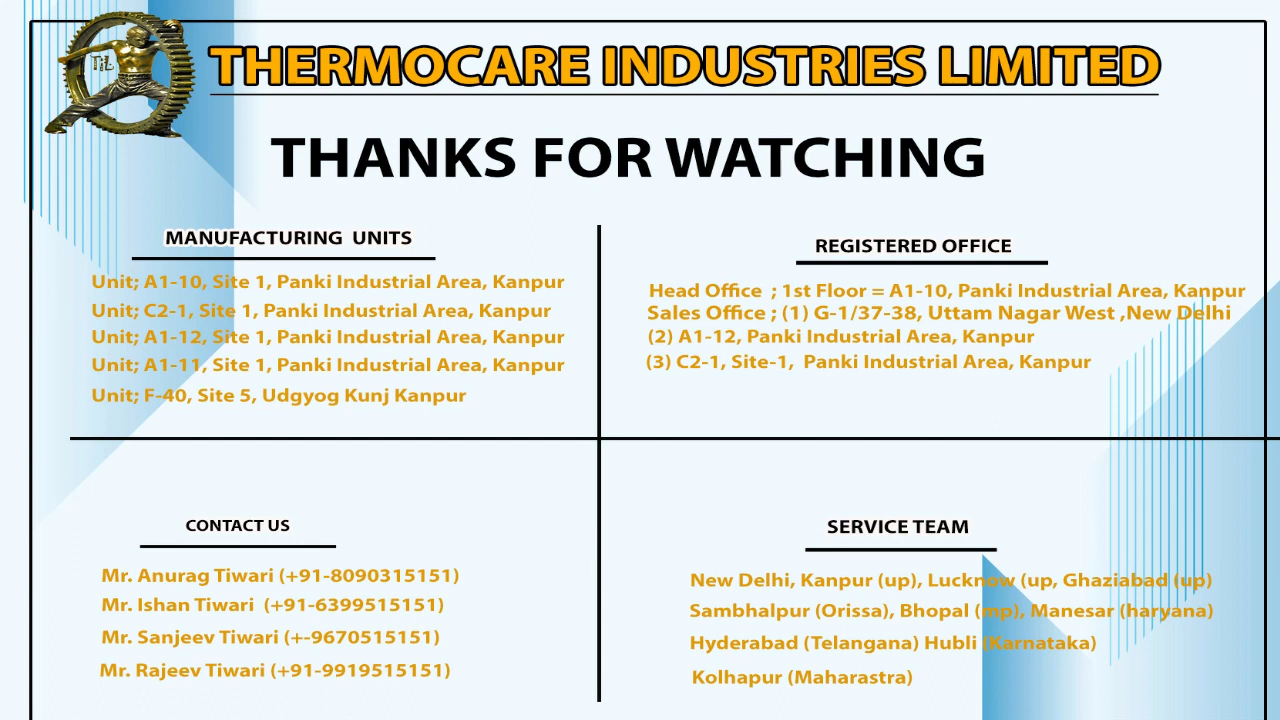 TiL
THERMOCARE INDUSTRIES LIMITED
THANKS FOR WATCHING
MANUFACTURING UNITS
Unit; A1-10, Site 1, Panki Industrial Area, Kanpur
Unit; C2-1, Site 1, Panki Industrial Area, Kanpur
Unit; A1-12, Site 1, Panki Industrial Area, Kanpur
Unit; A1-11, Site 1, Panki Industrial Area, Kanpur
Unit; F-40, Site 5, Udgyog Kunj Kanpur
REGISTERED OFFICE
Head Office ; 1st Floor = A1-10, Panki Industrial Area, Kanpur
Sales Office ; (1) G-1/37-38, Uttam Nagar West ,New Delhi
(2) A1-12, Panki Industrial Area, Kanpur
(3) C2-1, Site-1, Panki Industrial Area, Kanpur
CONTACT US
Mr. Anurag Tiwari (+91-8090315151)
Mr. Ishan Tiwari (+91-6399515151)
Mr. Sanjeev Tiwari (+-9670515151)
Mr. Rajeev Tiwari (+91-9919515151)
SERVICE TEAM
New Delhi, Kanpur (up), Lucknow (up, Ghaziabad (up)
Sambhalpur (Orissa), Bhopal (mp), Manesar (haryana)
Hyderabad (Telangana) Hubli (Karnataka)
Kolhapur (Maharastra)